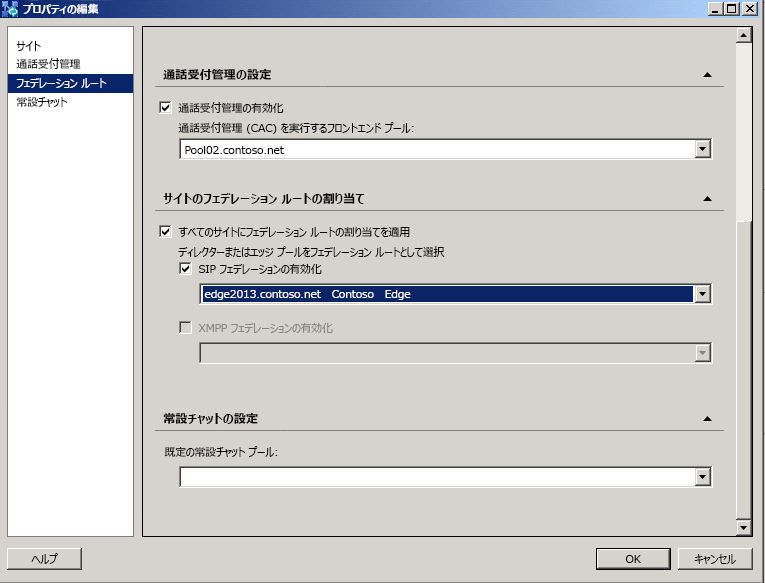 プロパティの編集
サイト
通話受付管理
フェデレーション ルート
常設チャット
通話受付管理の設定
通話受付管理の有効化
通話受付管理 (CAC) を実行するフロントエンド プール:
Pool02.contoso.net
サイトのフェデレーション ルートの割り当て
すべてのサイトにフェデレーション ルートの割り当てを適用
ディレクターまたはエッジ プールをフェデレーション ルートとして選択
SIP フェデレーションの有効化
edge2013.contoso.net Contoso Edge
XMPP フェデレーションの有効化
常設チャットの設定
既定の常設チャット プール:
ヘルプ
OK
キャンセル